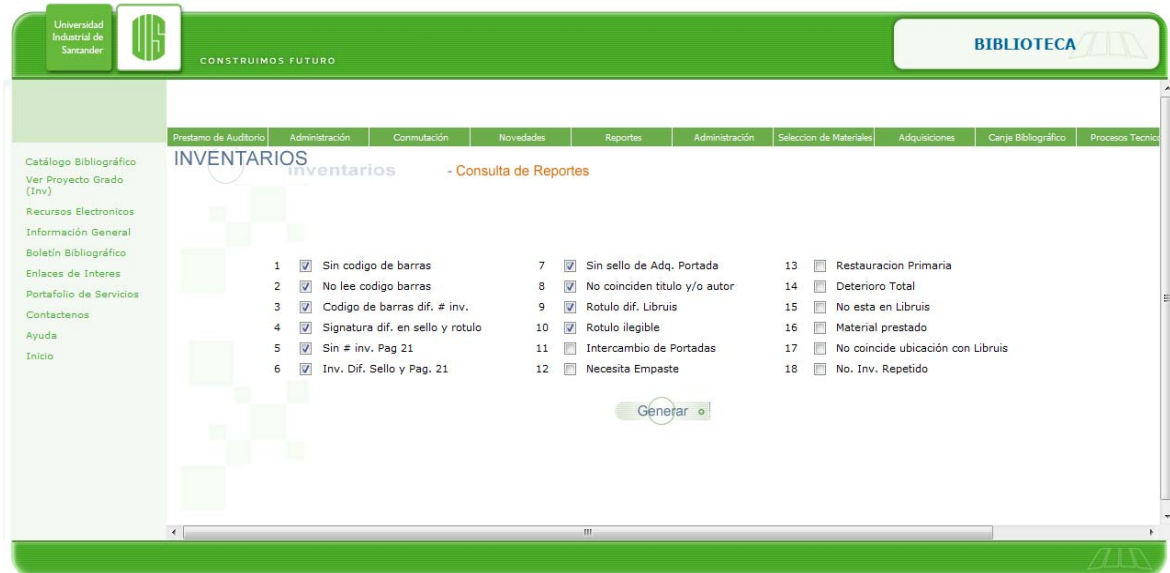 Universidad
Industrial de
Santander
CONSTRUIMOS FUTURO
BIBLIOTECA
Prestamo de Auditorio Administración Conmutación Novedades Reportes Administración Seleccion de Materiales Adquisiciones Canje Bibliográfico Procesos Tecnico
INVENTARIOS
inventarios - Consulta de Reportes
Catálogo Bibliográfico
Ver Proyecto Grado
(Inv)
Recursos Electronicos
Información General
Boletín Bibliográfico
Enlaces de Interes
Portafolio de Servicios
Contactenos
Ayuda
Inicio
1 Sin codigo de barras 7 Sin sello de Adq. Portada 13 Restauracion Primaria
2 No lee codigo barras 8 No coinciden titulo y/o autor 14 Deterioro Total
3 Codigo de barras dif. # inv. 9 Rotulo dif. Libruis 15 No esta en Libruis
4 Signatura dif. en sello y rotulo 10 Rotulo ilegible 16 Material prestado
5 Sin # inv. Pag 21 11 Intercambio de Portadas 17 No coincide ubicación con Libruis
6 Inv. Dif. Sello y Pag. 21 12 Necesita Empaste 18 No. Inv. Repetido
Generar